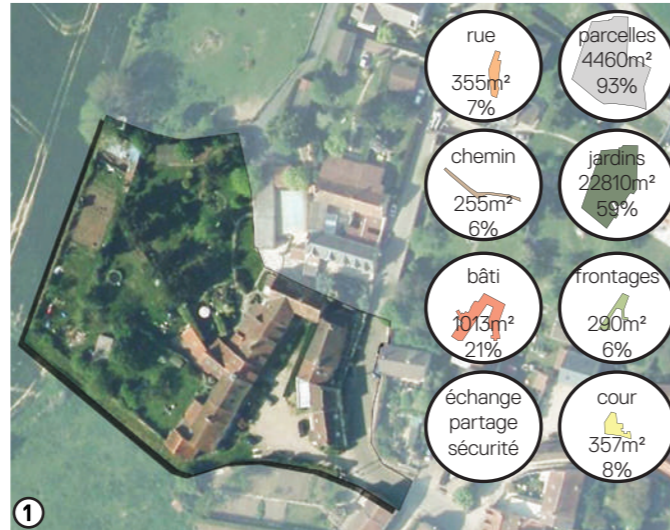 rue
355m²
7%
parcelles
4460m²
93%
chemin
255m²
6%
jardins
22810m²
59%
bâti
1013m²
21%
frontages
290m²
6%
échange
partage
sécurité
cour
357m²
8%
1